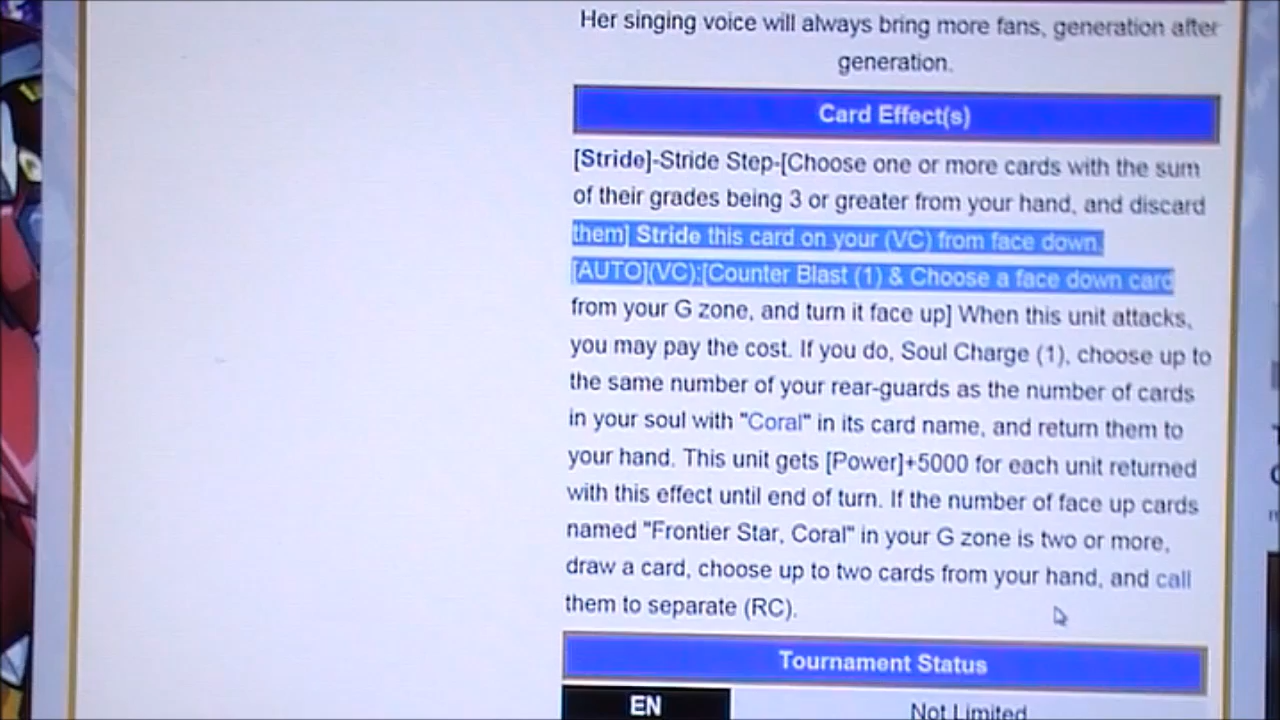 Her singing voice will always bring more fans, generation after
generation.
Card Effect(s)
[Stride]-Stride Step-[Choose one or more cards with the sum
of their grades being 3 or greater from your hand, and discard
them] Stride this card on your (VC) from face down.
[AUTO](VC):[Counter Blast (1) & Choose a face down card
from your G zone, and turn it face up] When this unit attacks,
you may pay the cost. If you do, Soul Charge (1), choose up to
the same number of your rear-guards as the number of cards
in your soul with "Coral" in its card name, and return them to
your hand. This unit gets [Power]+5000 for each unit returned
with this effect until end of turn. If the number of face up cards
named "Frontier Star, Coral" in your G zone is two or more,
draw a card, choose up to two cards from your hand, and call
them to separate (RC).
Tournament Status
EN
Not Limited